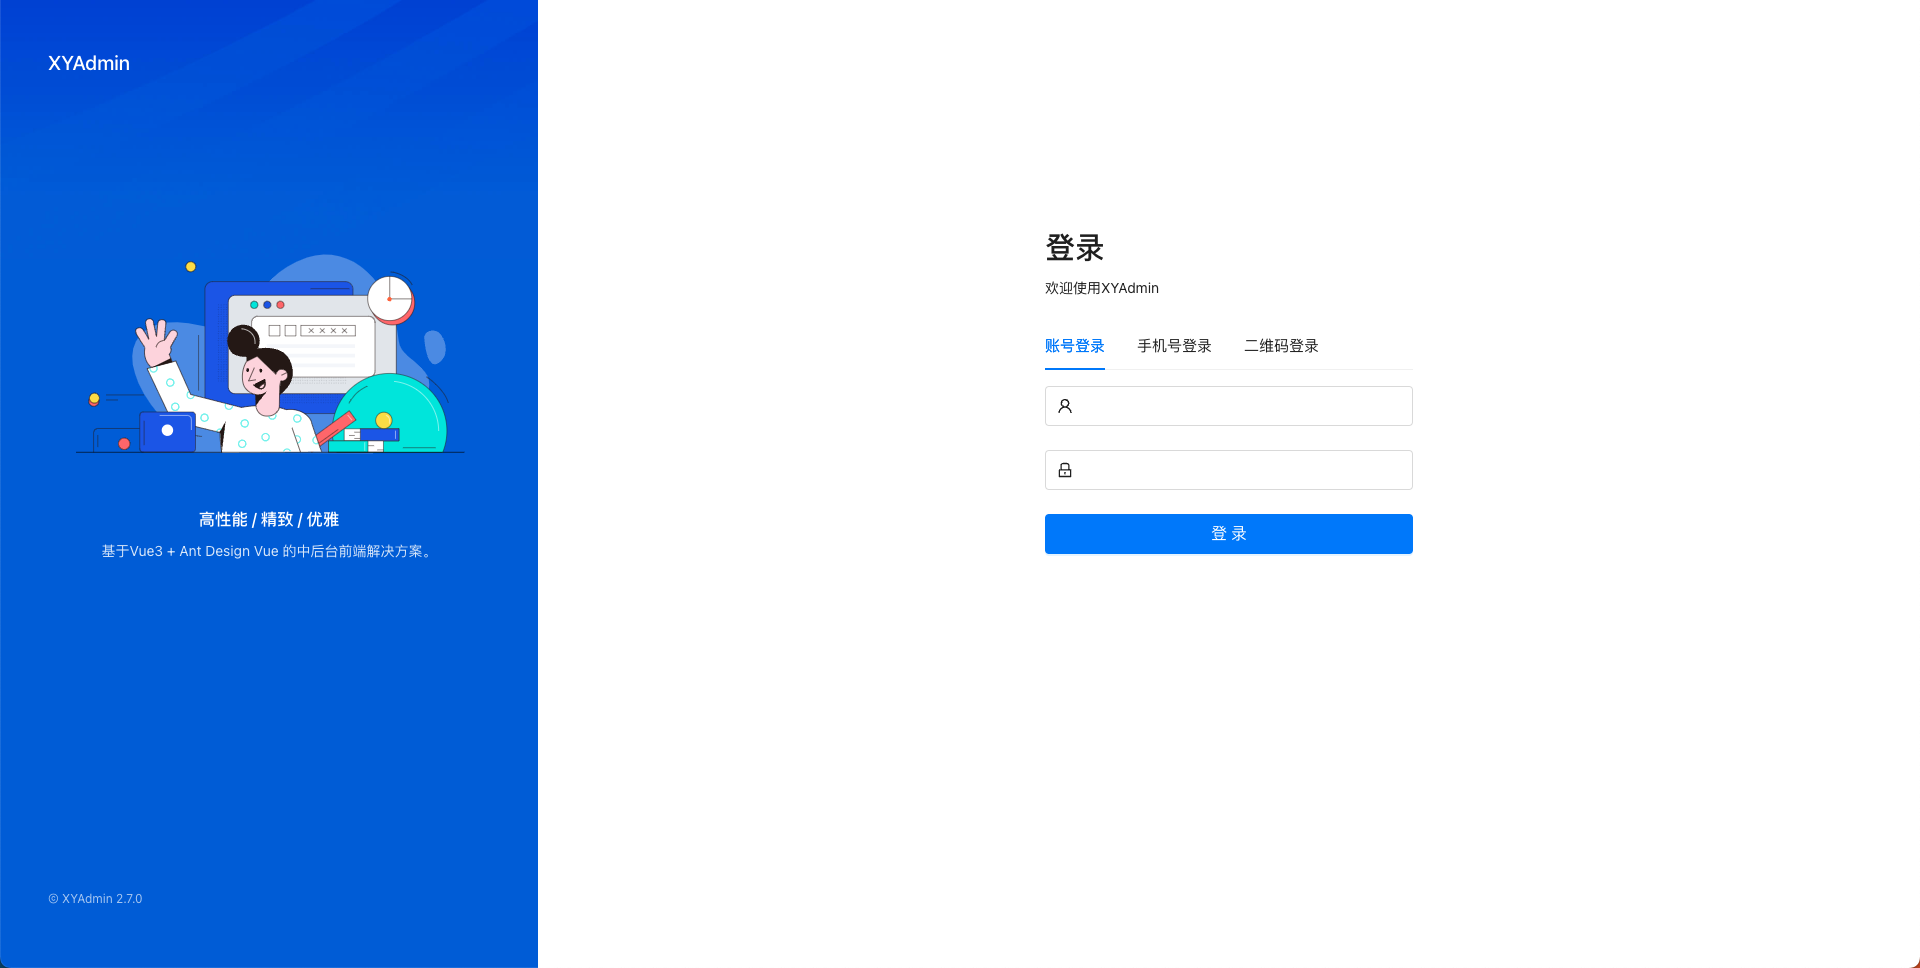 XYAdmin
高性能 / 精致 / 优雅
基于Vue3 + Ant Design Vue 的中后台前端解决方案。
© XYAdmin 2.7.0
登录
欢迎使用XYAdmin
账号登录 手机号登录 二维码登录
登 录